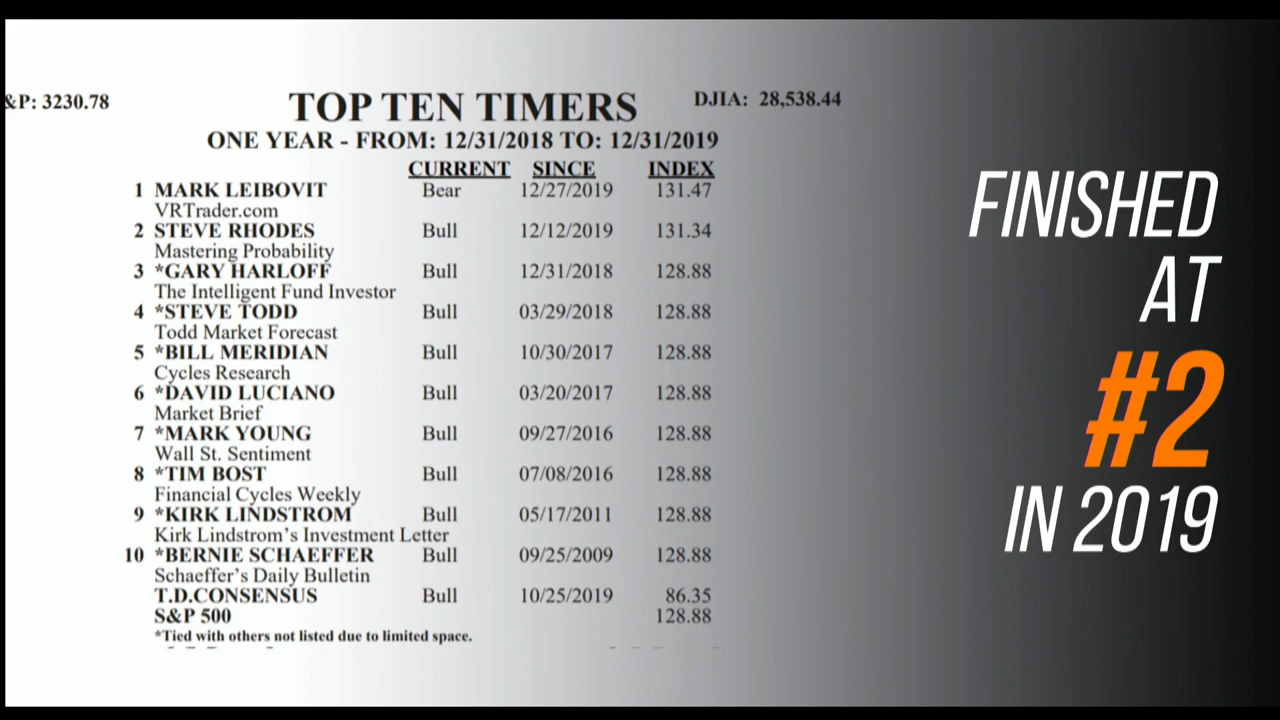 &P: 3230.78
TOP TEN TIMERS
DJIA: 28,538.44
ONE YEAR - FROM: 12/31/2018 TO: 12/31/2019
CURRENT SINCE INDEX
1 MARK LEIBOVIT Bear 12/27/2019 131.47
VRTrader.com
2 STEVE RHODES Bull 12/12/2019 131.34
Mastering Probability
3 *GARY HARLOFF Bull 12/31/2018 128.88
The Intelligent Fund Investor
4 *STEVE TODD Bull 03/29/2018 128.88
Todd Market Forecast
5 *BILL MERIDIAN Bull 10/30/2017 128.88
Cycles Research
6 *DAVID LUCIANO Bull 03/20/2017 128.88
Market Brief
7 *MARK YOUNG Bull 09/27/2016 128.88
Wall St. Sentiment
8 *TIM BOST Bull 07/08/2016 128.88
Financial Cycles Weekly
9 *KIRK LINDSTROM Bull 05/17/2011 128.88
Kirk Lindstrom's Investment Letter
10 *BERNIE SCHAEFFER Bull 09/25/2009 128.88
Schaeffer's Daily Bulletin
T.D.CONSENSUS Bull 10/25/2019 86.35
S&P 500 128.88
*Tied with others not listed due to limited space.
FINISHED
AT
#2
IN 2019